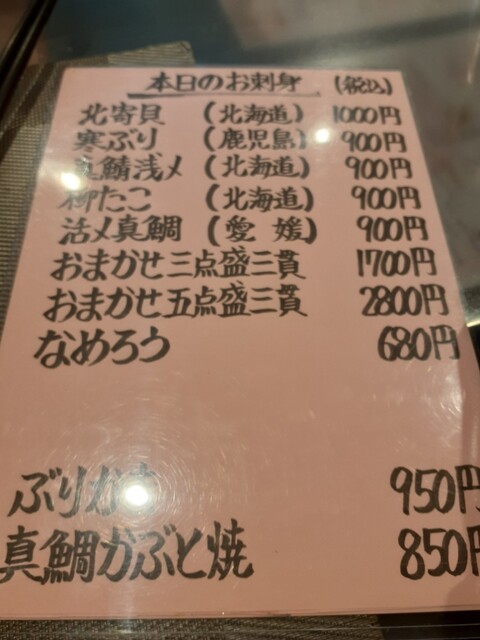 本日のお刺身 (税込)
北寄貝 (北海道) 1000円
寒ぶり (鹿児島) 900円
真鯖浅〆 (北海道) 900円
柳たこ (北海道) 900円
活〆真鯛 (愛媛) 900円
おまかせ三点盛三貫 1700円
おまかせ五点盛三貫 2800円
なめろう 680円
ぶりか 950円
真鯛かぶと焼 850円